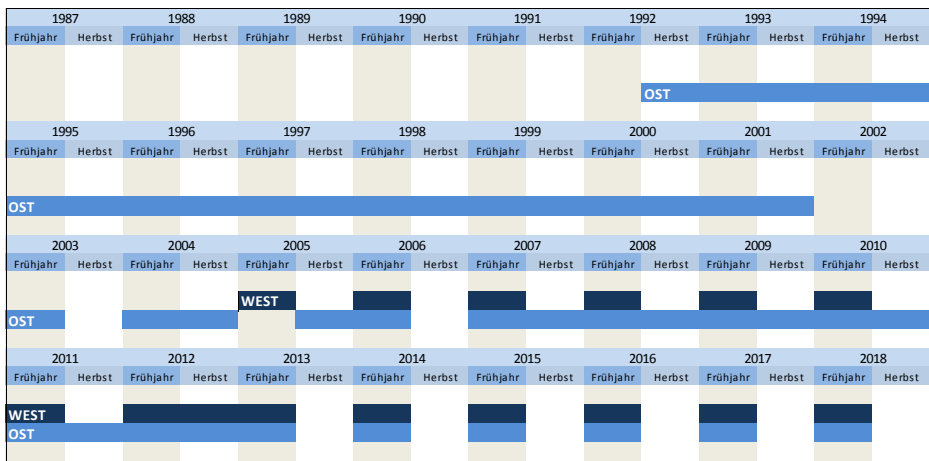 1987 1988 1989 1990 1991 1992 1993 1994
Frühjahr Herbst Frühjahr Herbst Frühjahr Herbst Frühjahr Herbst Frühjahr Herbst Frühjahr Herbst Frühjahr Herbst Frühjahr Herbst
OST
1995 1996 1997 1998 1999 2000 2001 2002
Frühjahr Herbst Frühjahr Herbst Frühjahr Herbst Frühjahr Herbst Frühjahr Herbst Frühjahr Herbst Frühjahr Herbst Frühjahr Herbst
OST
2003 2004 2005 2006 2007 2008 2009 2010
Frühjahr Herbst Frühjahr Herbst Frühjahr Herbst Frühjahr Herbst Frühjahr Herbst Frühjahr Herbst Frühjahr Herbst Frühjahr Herbst
WEST
OST
2011 2012 2013 2014 2015 2016 2017 2018
Frühjahr Herbst Frühjahr Herbst Frühjahr Herbst Frühjahr Herbst Frühjahr Herbst Frühjahr Herbst Frühjahr Herbst Frühjahr Herbst
WEST
OST